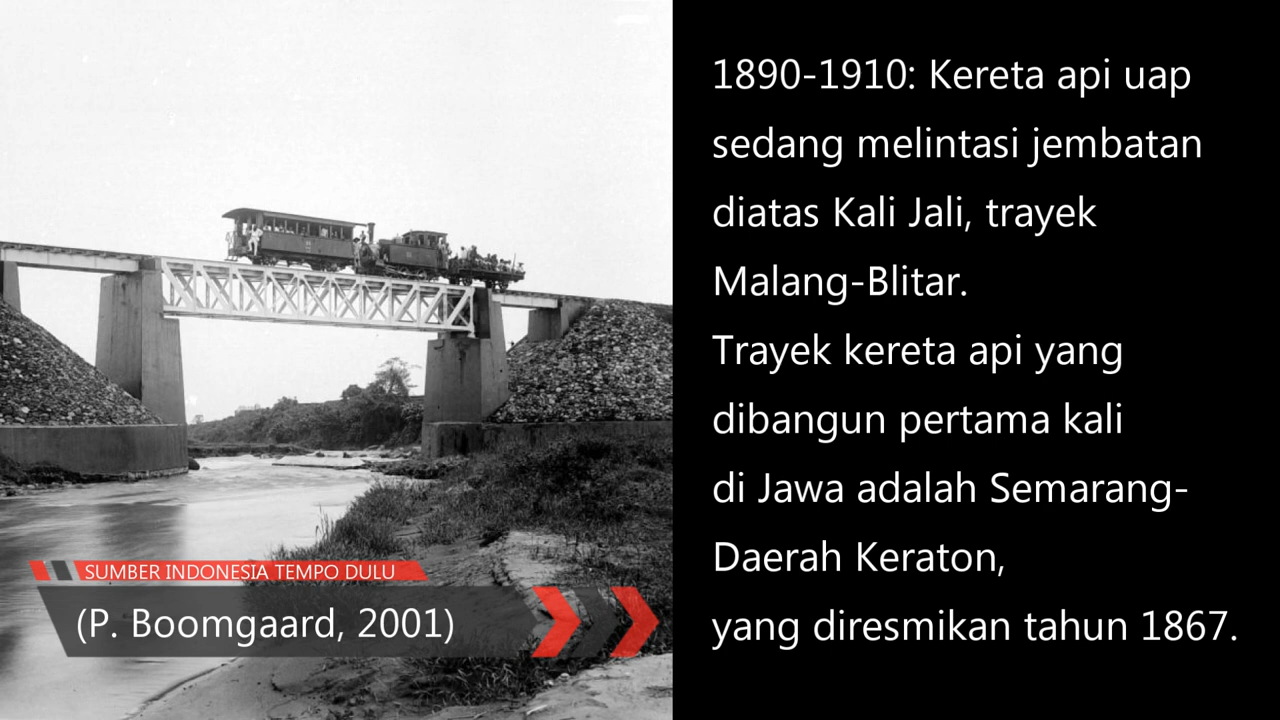 1890-1910: Kereta api uap
sedang melintasi jembatan
diatas Kali Jali, trayek
Malang-Blitar.
Trayek kereta api yang
dibangun pertama kali
di Jawa adalah Semarang-
Daerah Keraton,
yang diresmikan tahun 1867.
SUMBER INDONESIA TEMPO DULU
(P. Boomgaard, 2001)